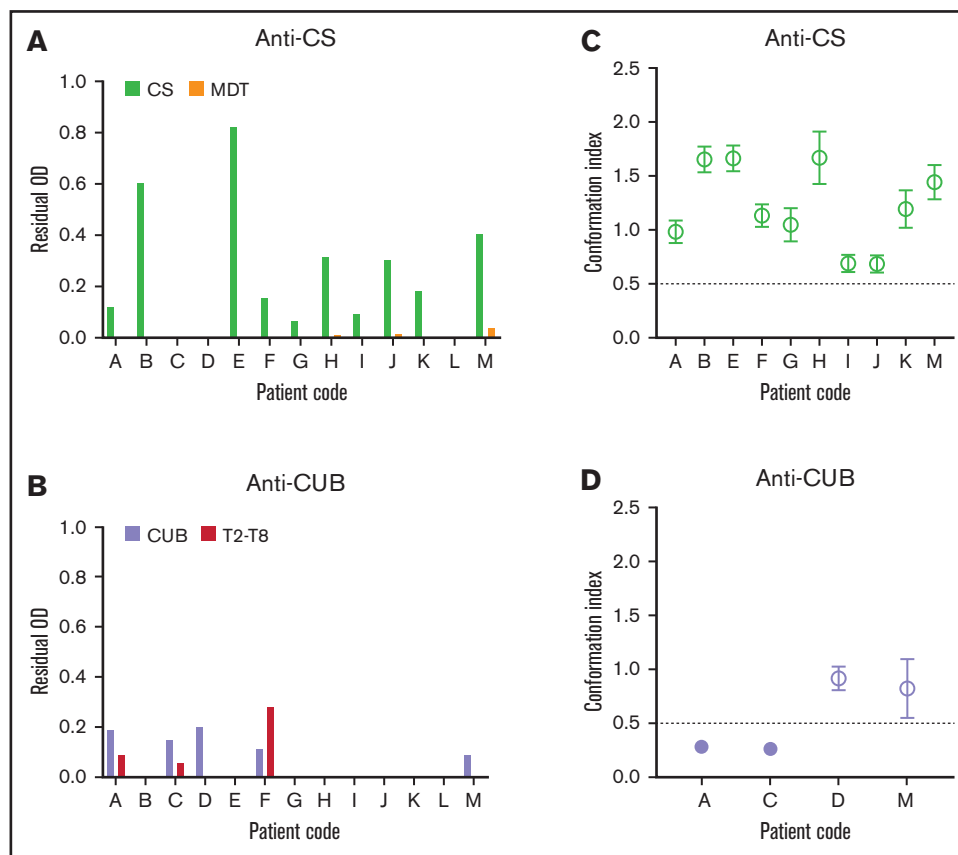 A
Anti-CS
CS MDT
Residual OD
1.0
0.8
0.6
0.4
0.2
0.0
A B C D E F G H I J K L M
Patient code
C
Anti-CS
Conformation index
2.5
2.0
1.5
1.0
0.5
0.0
A B E F G H I J K M
Patient code
B
Anti-CUB
CUB T2-T8
Residual OD
1.0
0.8
0.6
0.4
0.2
0.0
A B C D E F G H I J K L M
Patient code
D
Anti-CUB
Conformation index
2.5
2.0
1.5
1.0
0.5
0.0
A C D M
Patient code